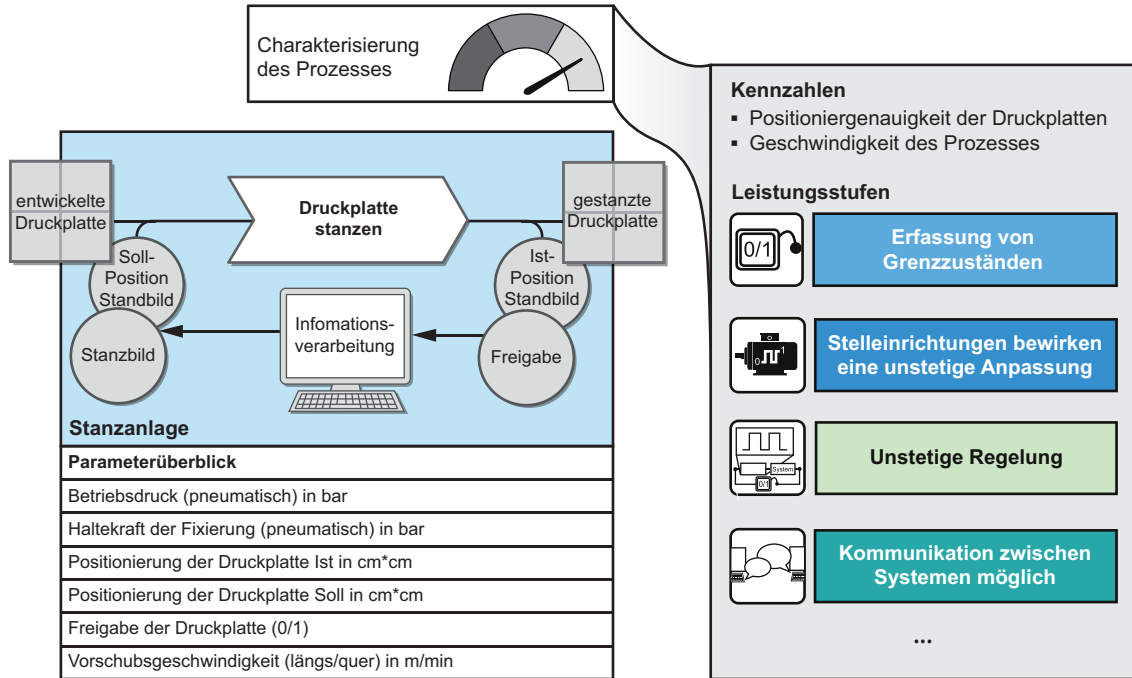 Charakterisierung
des Prozesses
Kennzahlen
▪ Positioniergenauigkeit der Druckplatten
▪ Geschwindigkeit des Prozesses
Leistungsstufen
0/1
Erfassung von
Grenzzuständen
0 1
Stelleinrichtungen bewirken
eine unstetige Anpassung
System
0/1
Unstetige Regelung
Kommunikation zwischen
Systemen möglich
...
entwickelte
Druckplatte
Druckplatte
stanzen
gestanzte
Druckplatte
Soll-
Position
Standbild
Ist-
Position
Standbild
Stanzbild
Infomations-
verarbeitung
Freigabe
Stanzanlage
Parameterüberblick
Betriebsdruck (pneumatisch) in bar
Haltekraft der Fixierung (pneumatisch) in bar
Positionierung der Druckplatte Ist in cm*cm
Positionierung der Druckplatte Soll in cm*cm
Freigabe der Druckplatte (0/1)
Vorschubsgeschwindigkeit (längs/quer) in m/min